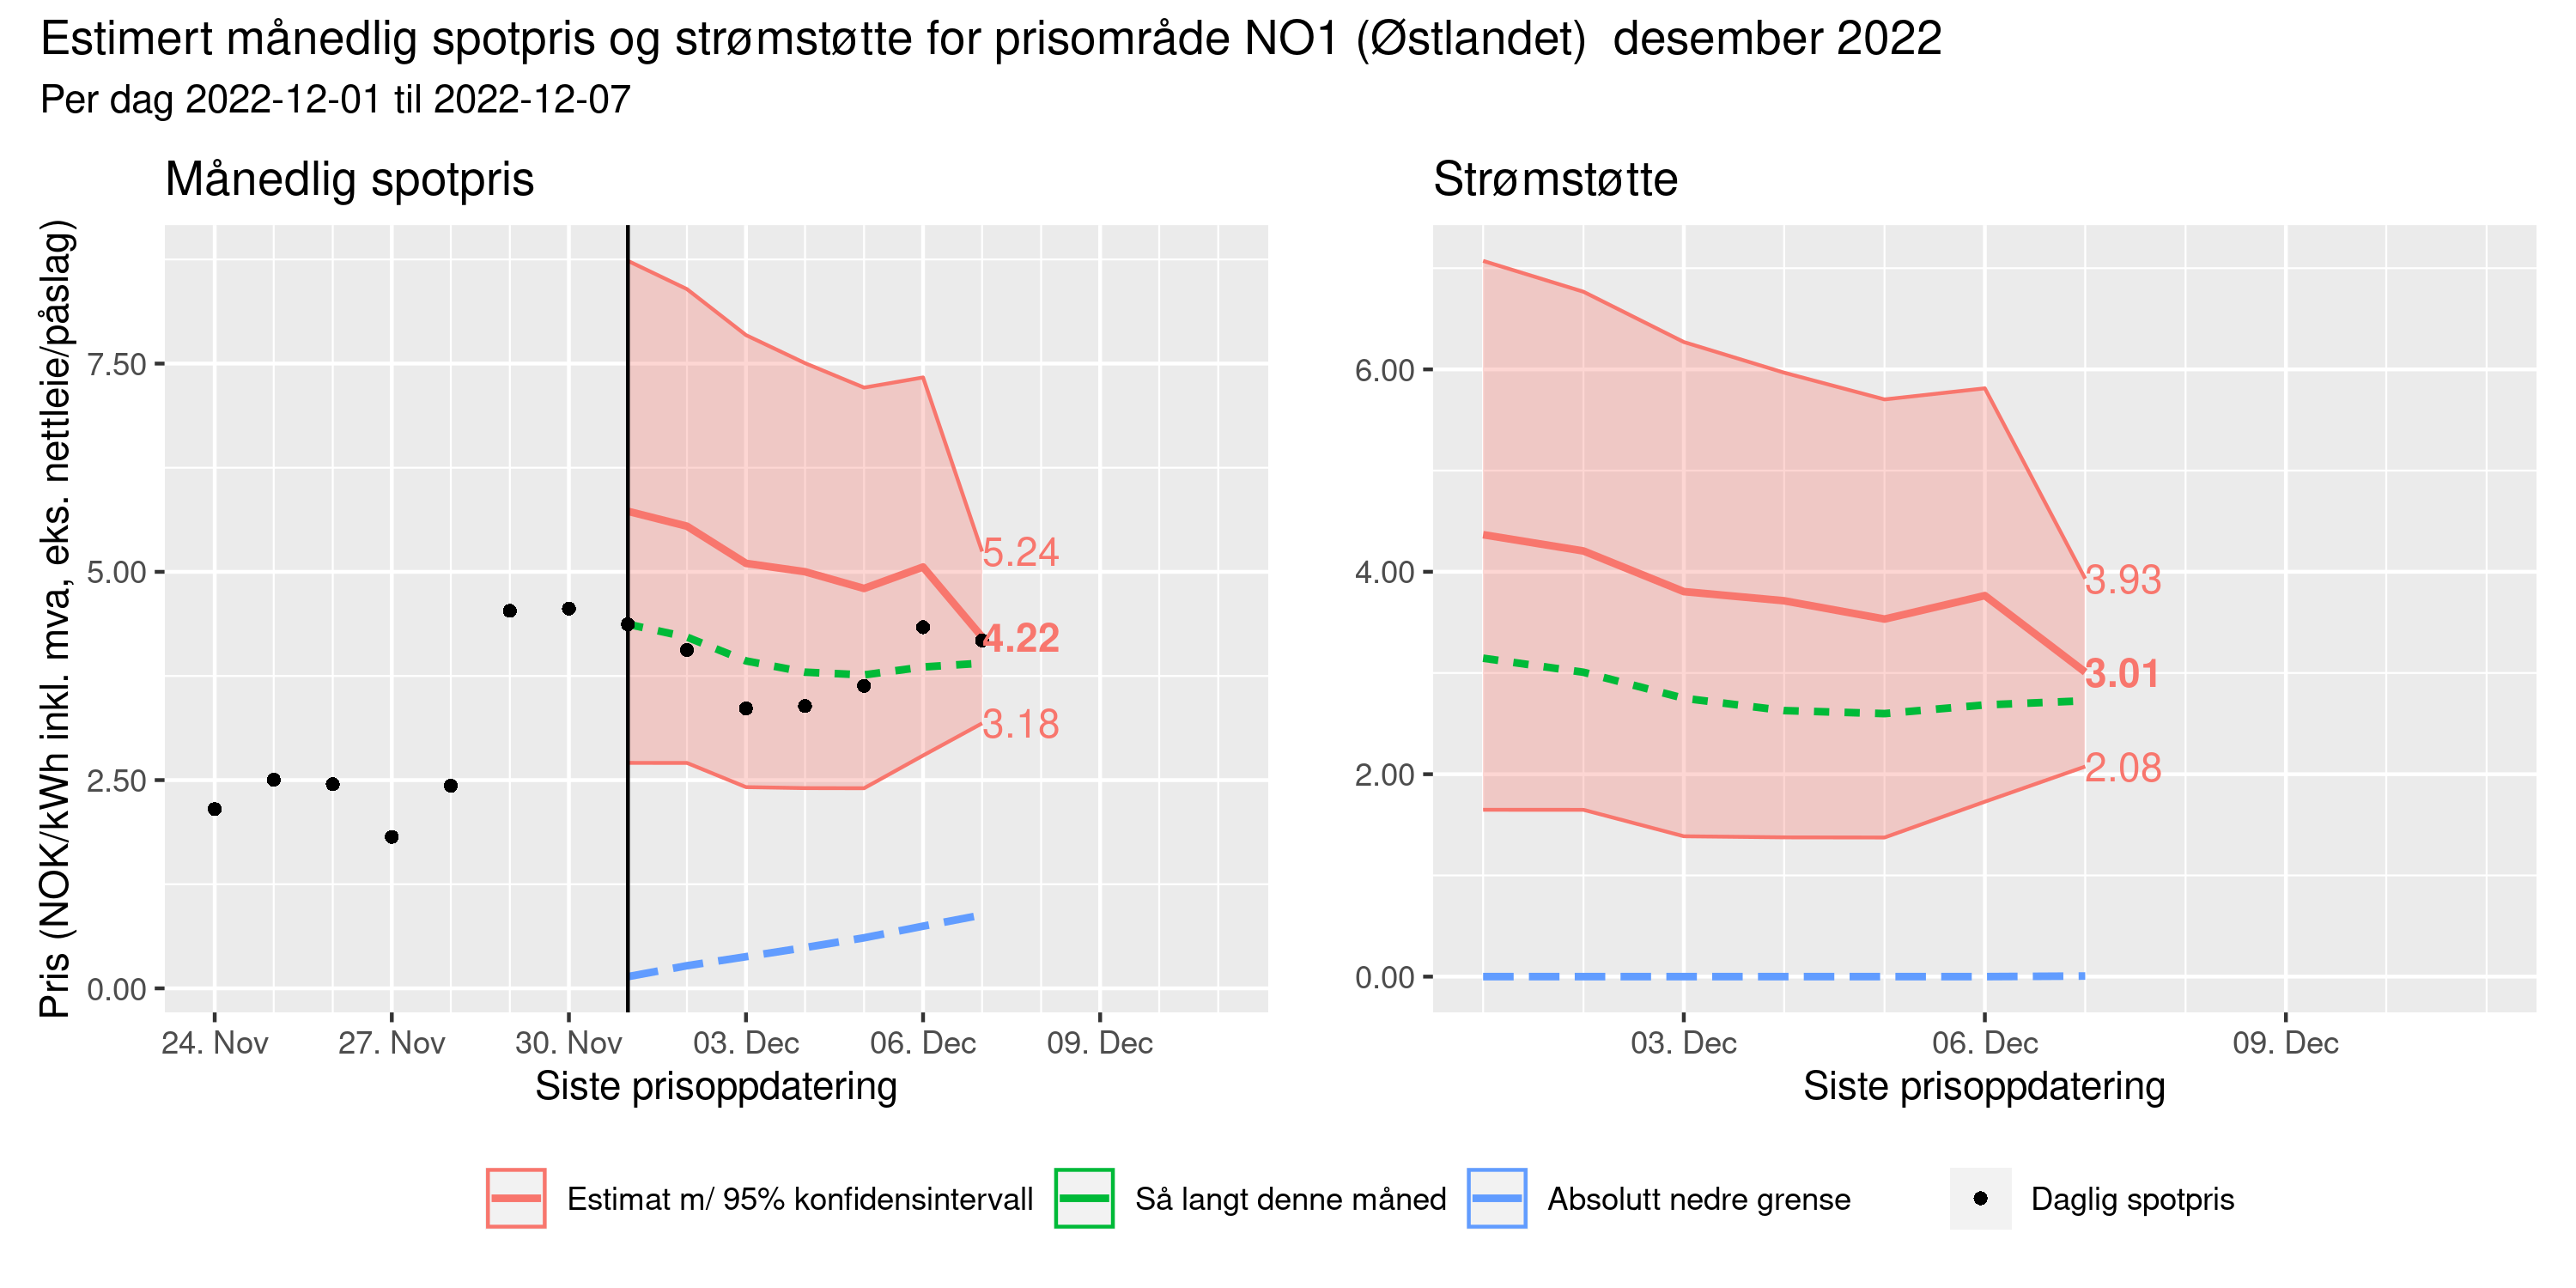 Estimert månedlig spotpris og strømstøtte for prisområde NO1 (Østlandet)  desember 2022
Per dag 2022-12-01 til 2022-12-07
Månedlig spotpris
Pris (NOK/kWh inkl. mva, eks. nettleie/påslag)
7.50
5.00
2.50
0.00
5.24
4.22
3.18
24. Nov
27. Nov
30. Nov
03. Dec
06. Dec
09. Dec
Siste prisoppdatering
Strømstøtte
6.00
4.00
2.00
0.00
3.93
3.01
2.08
03. Dec
06. Dec
09. Dec
Siste prisoppdatering
Estimat m/ 95% konfidensintervall
Så langt denne måned
Absolutt nedre grense
Daglig spotpris